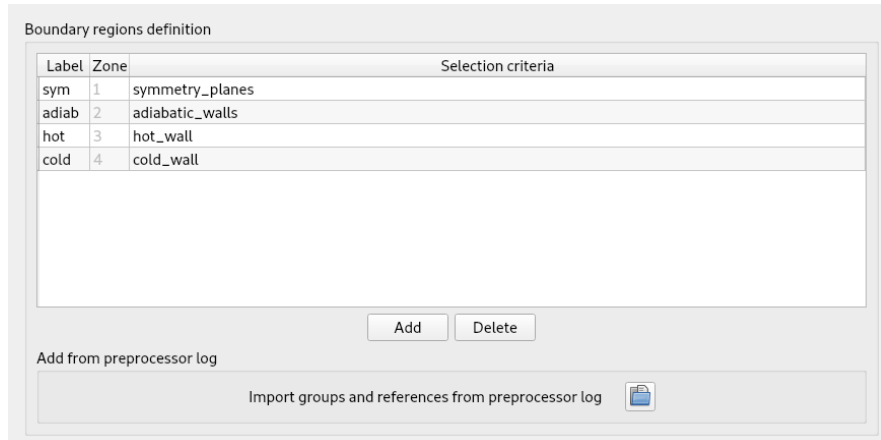 Boundary regions definition
Label Zone Selection criteria
sym 1 symmetry_planes
adiab 2 adiabatic_walls
hot 3 hot_wall
cold 4 cold_wall
Add Delete
Add from preprocessor log
Import groups and references from preprocessor log